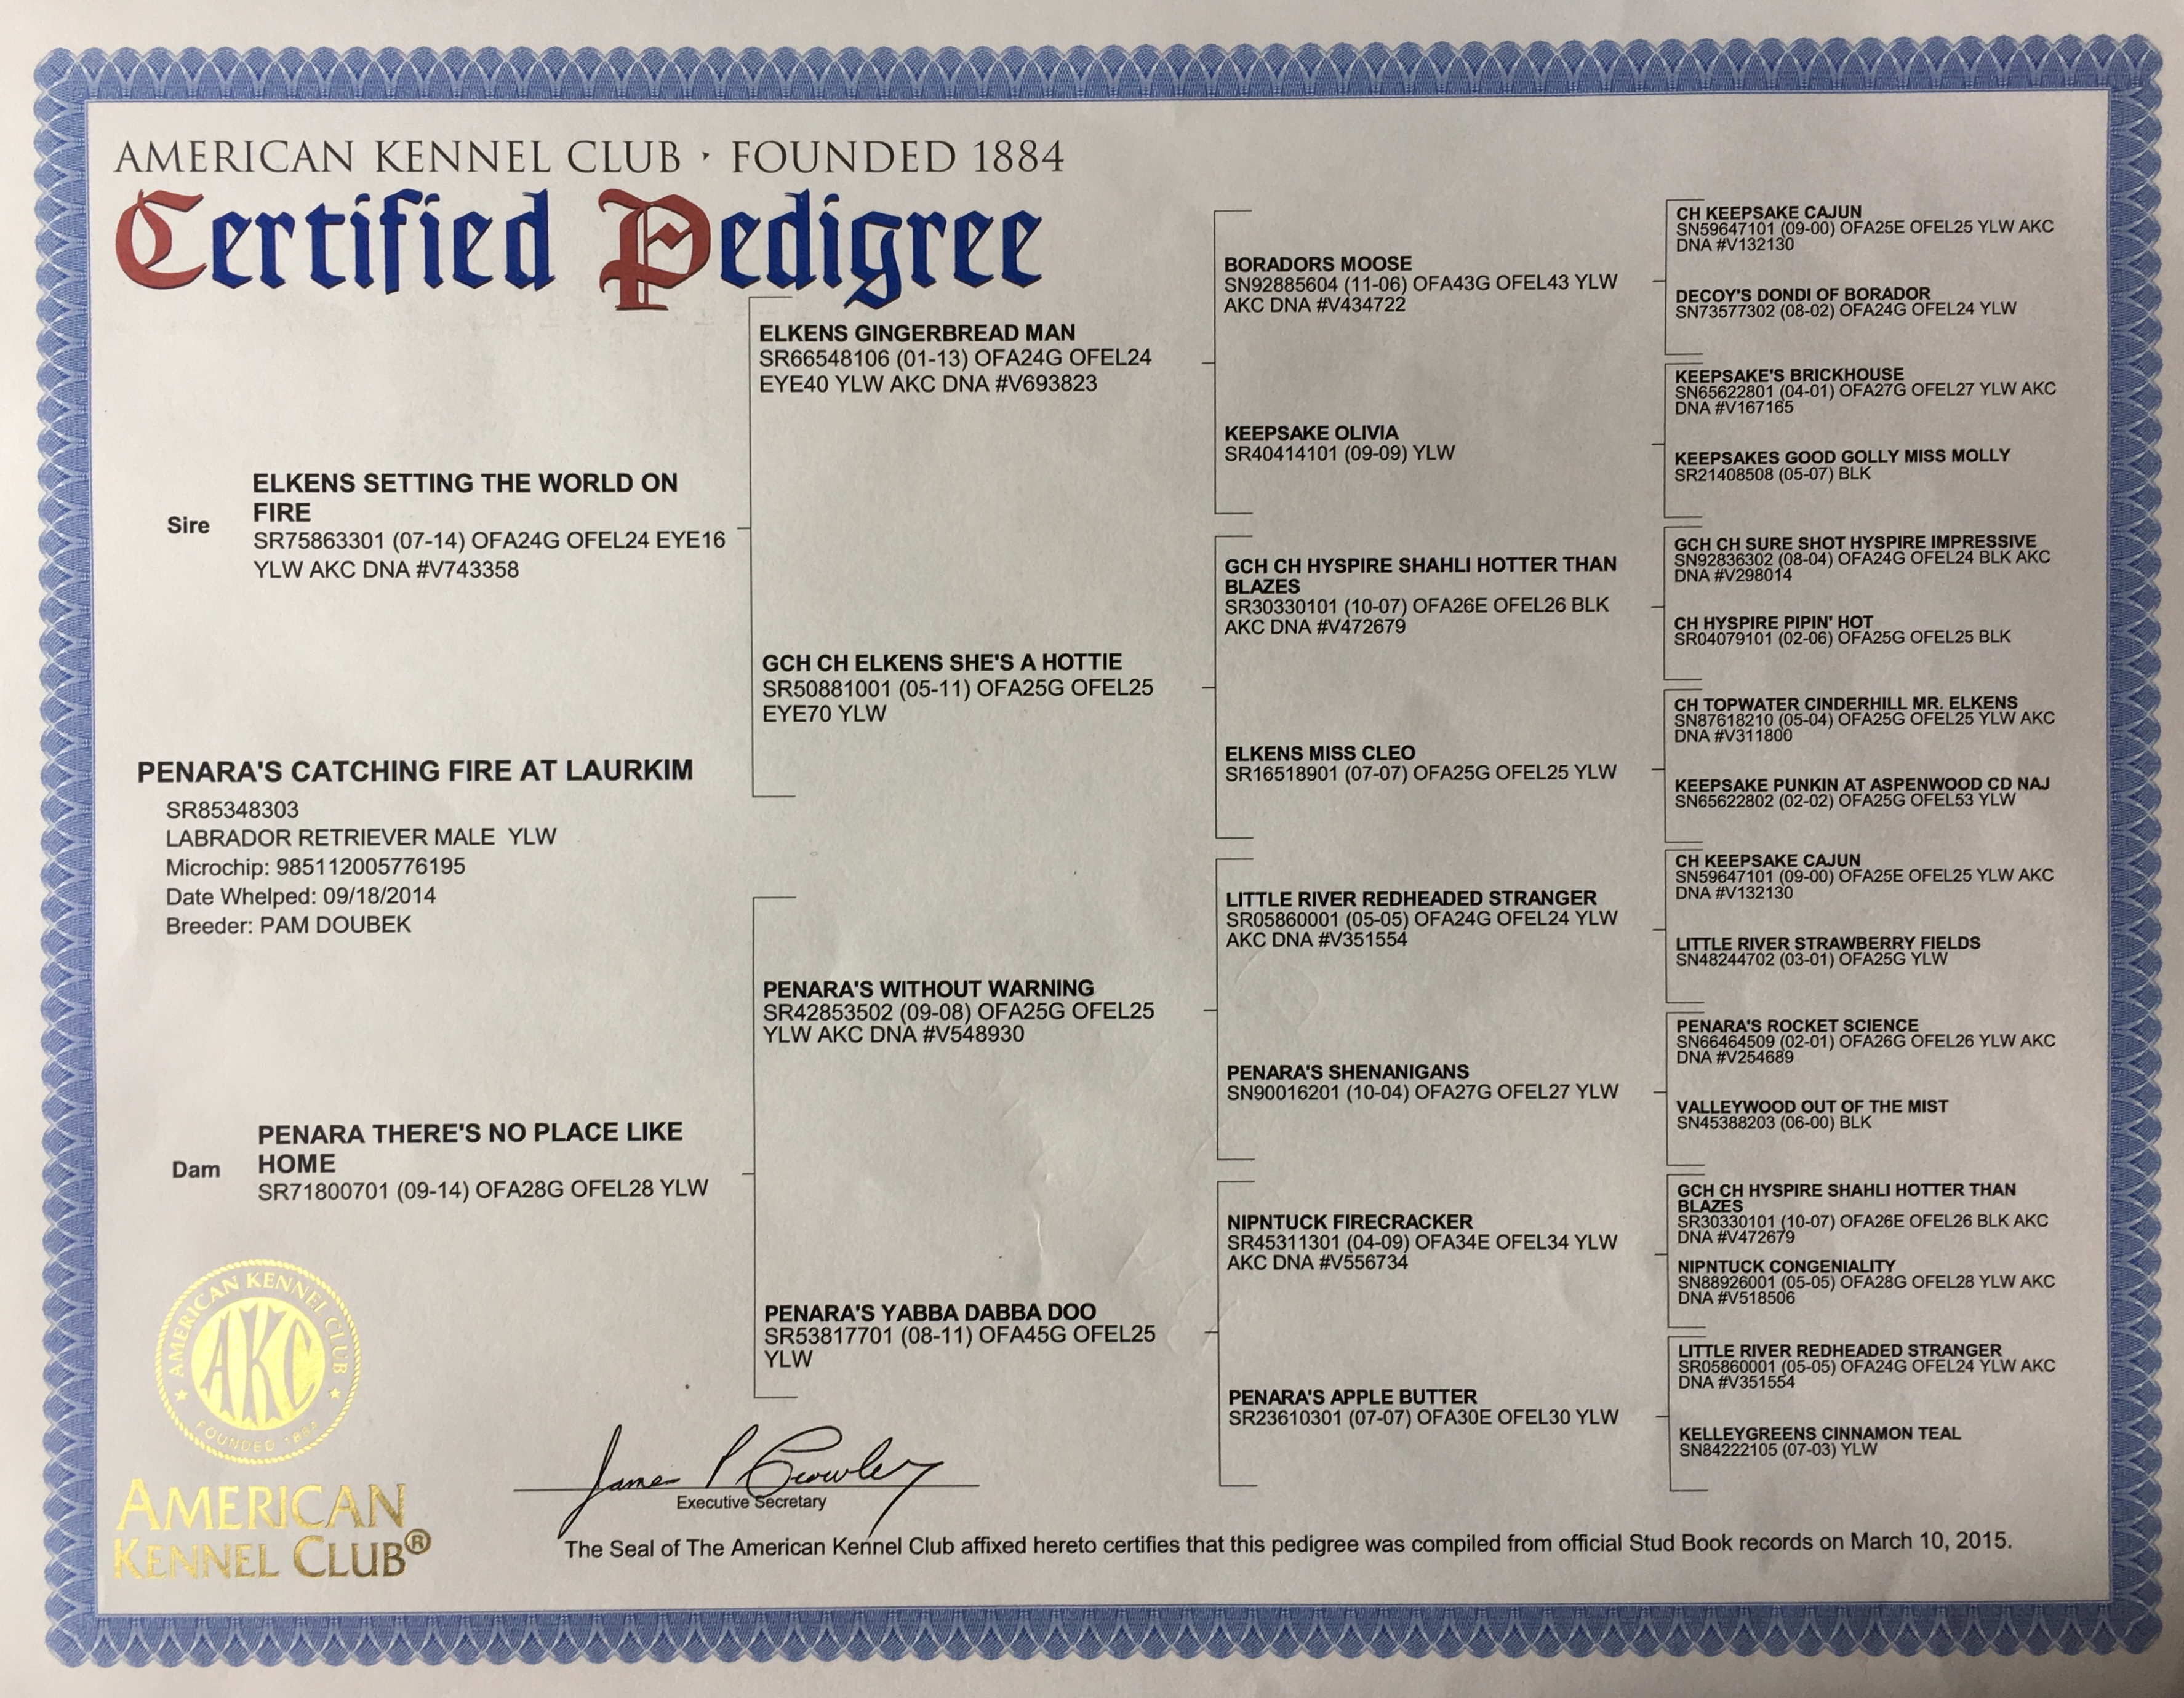 AMERICAN KENNEL CLUB · FOUNDED 1884
Certified Pedigree
Sire
ELKENS SETTING THE WORLD ON
FIRE
SR75863301 (07-14) OFA24G OFEL24 EYE16
YLW AKC DNA #V743358
PENARA'S CATCHING FIRE AT LAURKIM
SR85348303
LABRADOR RETRIEVER MALE YLW
Microchip: 985112005776195
Date Whelped: 09/18/2014
Breeder: PAM DOUBEK
Dam
PENARA THERE'S NO PLACE LIKE
HOME
SR71800701 (09-14) OFA28G OFEL28 YLW
ELKENS GINGERBREAD MAN
SR66548106 (01-13) OFA24G OFEL24
EYE40 YLW AKC DNA #V693823
GCH CH ELKENS SHE'S A HOTTIE
SR50881001 (05-11) OFA25G OFEL25
EYE70 YLW
PENARA'S WITHOUT WARNING
SR42853502 (09-08) OFA25G OFEL25
YLW AKC DNA #V548930
PENARA'S YABBA DABBA DOO
SR53817701 (08-11) OFA45G OFEL25
YLW
BORADORS MOOSE
SN92885604 (11-06) OFA43G OFEL43 YLW
AKC DNA #V434722
KEEPSAKE OLIVIA
SR40414101 (09-09) YLW
GCH CH HYSPIRE SHAHLI HOTTER THAN
BLAZES
SR30330101 (10-07) OFA26E OFEL26 BLK
AKC DNA #V472679
ELKENS MISS CLEO
SR16518901 (07-07) OFA25G OFEL25 YLW
LITTLE RIVER REDHEADED STRANGER
SR05860001 (05-05) OFA24G OFEL24 YLW
AKC DNA #V351554
PENARA'S SHENANIGANS
SN90016201 (10-04) OFA27G OFEL27 YLW
NIPNTUCK FIRECRACKER
SR45311301 (04-09) OFA34E OFEL34 YLW
AKC DNA #V556734
PENARA'S APPLE BUTTER
SR23610301 (07-07) OFA30E OFEL30 YLW
CH KEEPSAKE CAJUN
SN59647101 (09-00) OFA25E OFEL25 YLW AKC
DNA #V132130
DECOY'S DONDI OF BORADOR
SN73577302 (08-02) OFA24G OFEL24 YLW
KEEPSAKE'S BRICKHOUSE
SN65622801 (04-01) OFA27G OFEL27 YLW AKC
DNA #V167165
KEEPSAKES GOOD GOLLY MISS MOLLY
SR21408508 (05-07) BLK
GCH CH SURE SHOT HYSPIRE IMPRESSIVE
SN92836302 (08-04) OFA24G OFEL24 BLK AKC
DNA #V298014
CH HYSPIRE PIPIN' HOT
SR04079101 (02-06) OFA25G OFEL25 BLK
CH TOPWATER CINDERHILL MR. ELKENS
SN87618210 (05-04) OFA25G OFEL25 YLW AKC
DNA #V311800
KEEPSAKE PUNKIN AT ASPENWOOD CD NAJ
SN65622802 (02-02) OFA25G OFEL53 YLW
CH KEEPSAKE CAJUN
SN59647101 (09-00) OFA25E OFEL25 YLW AKC
DNA #V132130
LITTLE RIVER STRAWBERRY FIELDS
SN48244702 (03-01) OFA25G YLW
PENARA'S ROCKET SCIENCE
SN66464509 (02-01) OFA26G OFEL26 YLW AKC
DNA #V254689
VALLEYWOOD OUT OF THE MIST
SN45388203 (06-00) BLK
GCH CH HYSPIRE SHAHLI HOTTER THAN
BLAZES
SR30330101 (10-07) OFA26E OFEL26 BLK AKC
DNA #V472679
NIPNTUCK CONGENIALITY
SN88926001 (05-05) OFA28G OFEL28 YLW AKC
DNA #V518506
LITTLE RIVER REDHEADED STRANGER
SR05860001 (05-05) OFA24G OFEL24 YLW AKC
DNA #V351554
KELLEYGREENS CINNAMON TEAL
SN84222105 (07-03) YLW
AMERICAN KENNEL CLUB
AKC
FOUNDED 1884
AMERICAN
KENNEL CLUB®
James P Crowley
Executive Secretary
The Seal of The American Kennel Club affixed hereto certifies that this pedigree was compiled from official Stud Book records on March 10, 2015.